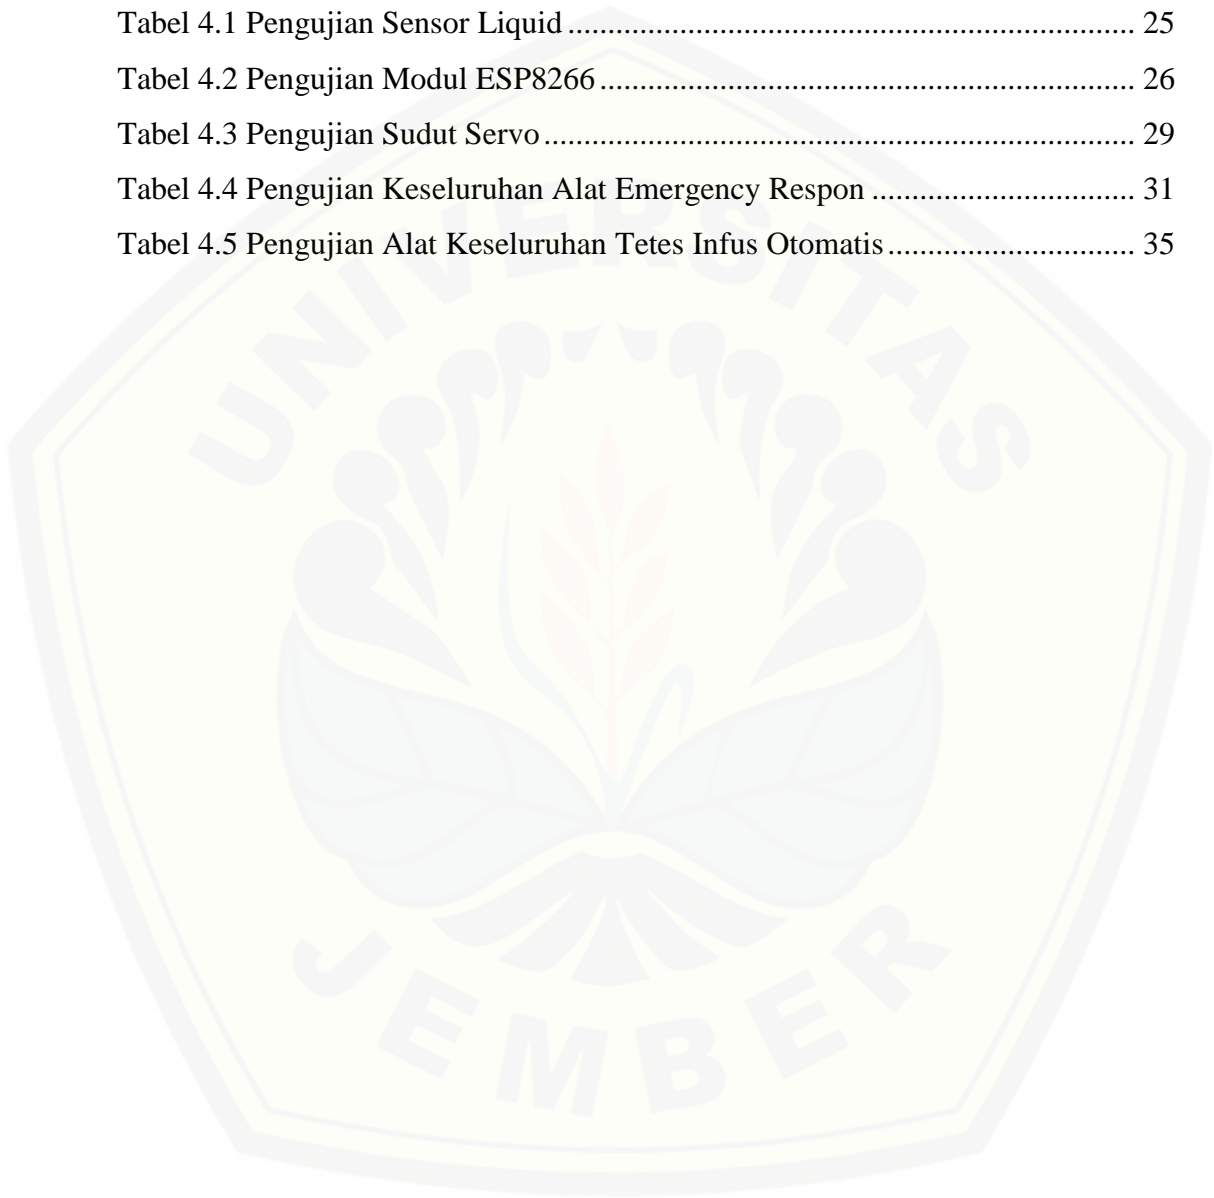 Tabel 4.1 Pengujian Sensor Liquid ........................................................................ 25
Tabel 4.2 Pengujian Modul ESP8266 .................................................................... 26
Tabel 4.3 Pengujian Sudut Servo ........................................................................... 29
Tabel 4.4 Pengujian Keseluruhan Alat Emergency Respon ................................. 31
Tabel 4.5 Pengujian Alat Keseluruhan Tetes Infus Otomatis ............................... 35
UNIVERSITAS
JEMBER